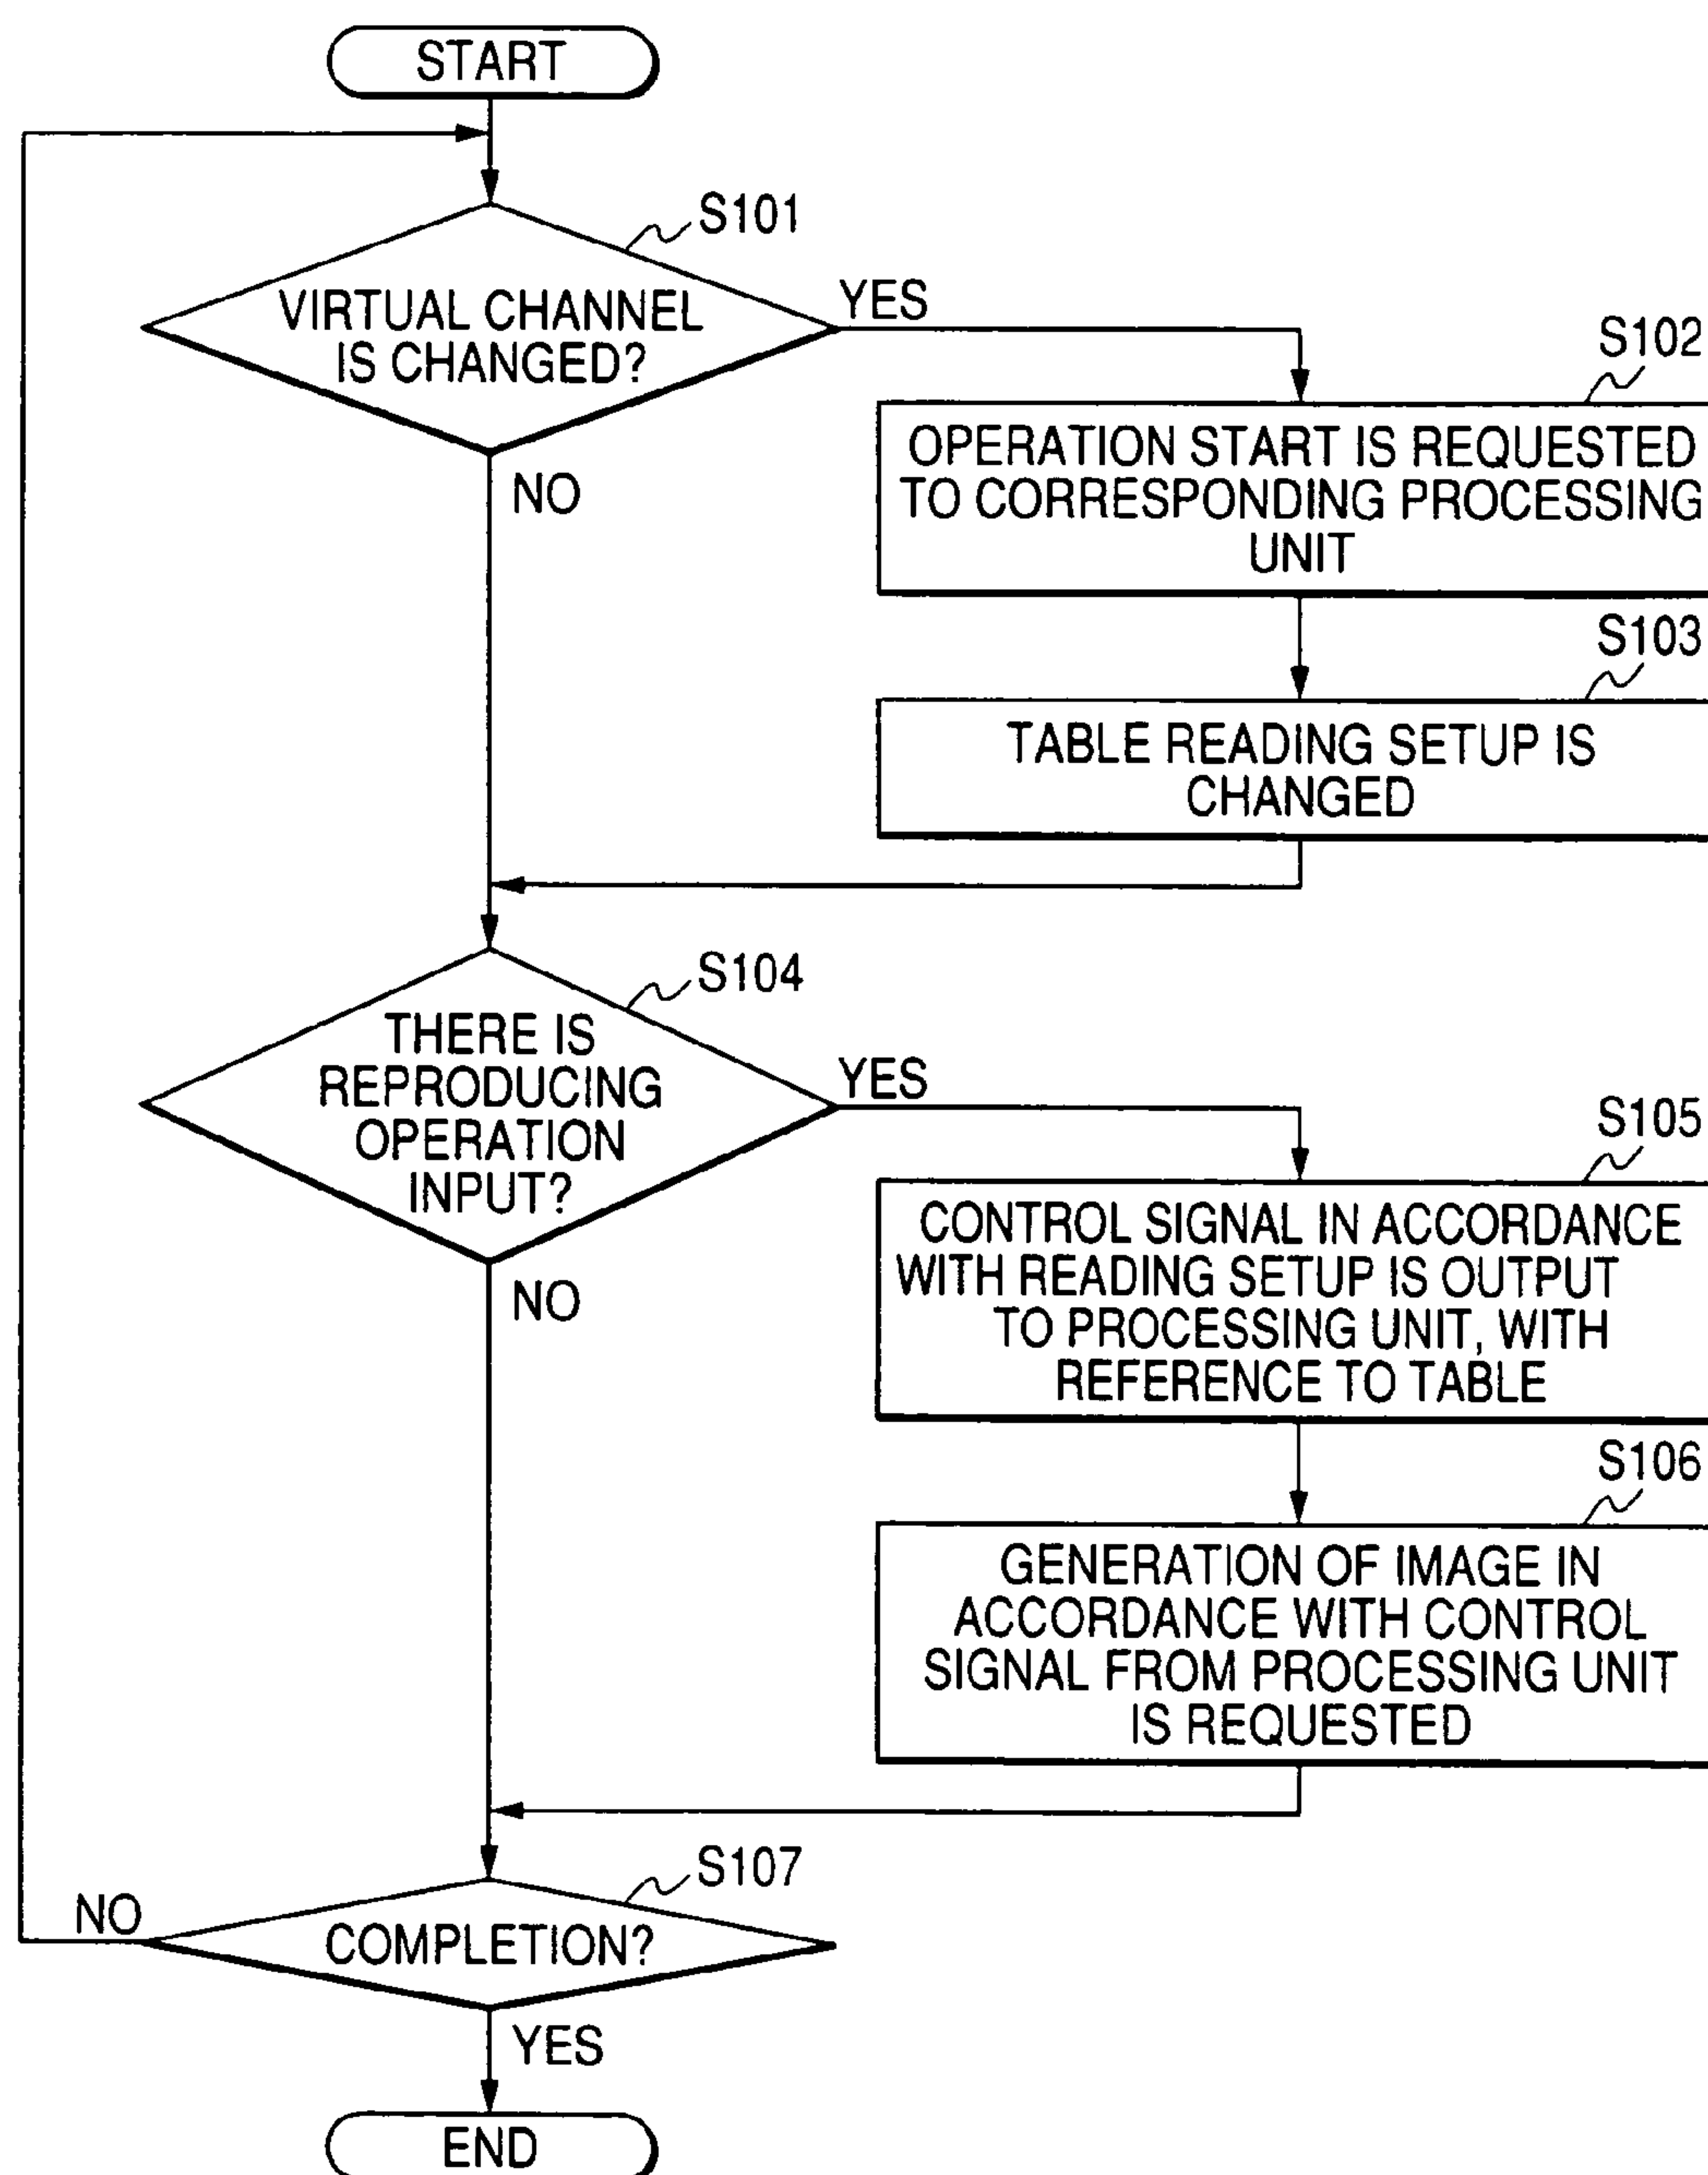 START
S101
VIRTUAL CHANNEL
IS CHANGED?
YES
NO
S102
OPERATION START IS REQUESTED
TO CORRESPONDING PROCESSING
UNIT
S103
TABLE READING SETUP IS
CHANGED
S104
THERE IS
REPRODUCING
OPERATION
INPUT?
YES
NO
S105
CONTROL SIGNAL IN ACCORDANCE
WITH READING SETUP IS OUTPUT
TO PROCESSING UNIT, WITH
REFERENCE TO TABLE
S106
GENERATION OF IMAGE IN
ACCORDANCE WITH CONTROL
SIGNAL FROM PROCESSING UNIT
IS REQUESTED
S107
NO
COMPLETION?
YES
END